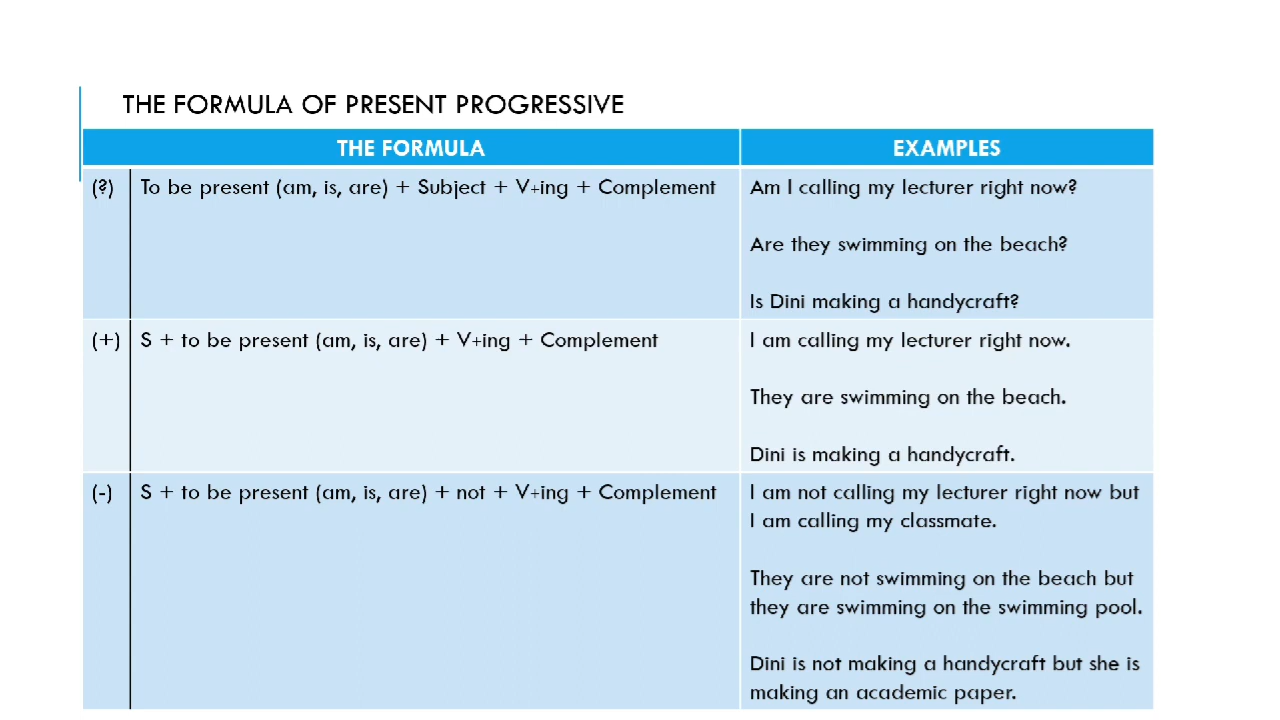 THE FORMULA OF PRESENT PROGRESSIVE
THE FORMULA
EXAMPLES
(?)
To be present (am, is, are) + Subject + V+ing + Complement
Am I calling my lecturer right now?
Are they swimming on the beach?
Is Dini making a handycraft?
(+)
S + to be present (am, is, are) + V+ing + Complement
I am calling my lecturer right now.
They are swimming on the beach.
Dini is making a handycraft.
(-)
S + to be present (am, is, are) + not + V+ing + Complement
I am not calling my lecturer right now but
I am calling my classmate.
They are not swimming on the beach but
they are swimming on the swimming pool.
Dini is not making a handycraft but she is
making an academic paper.